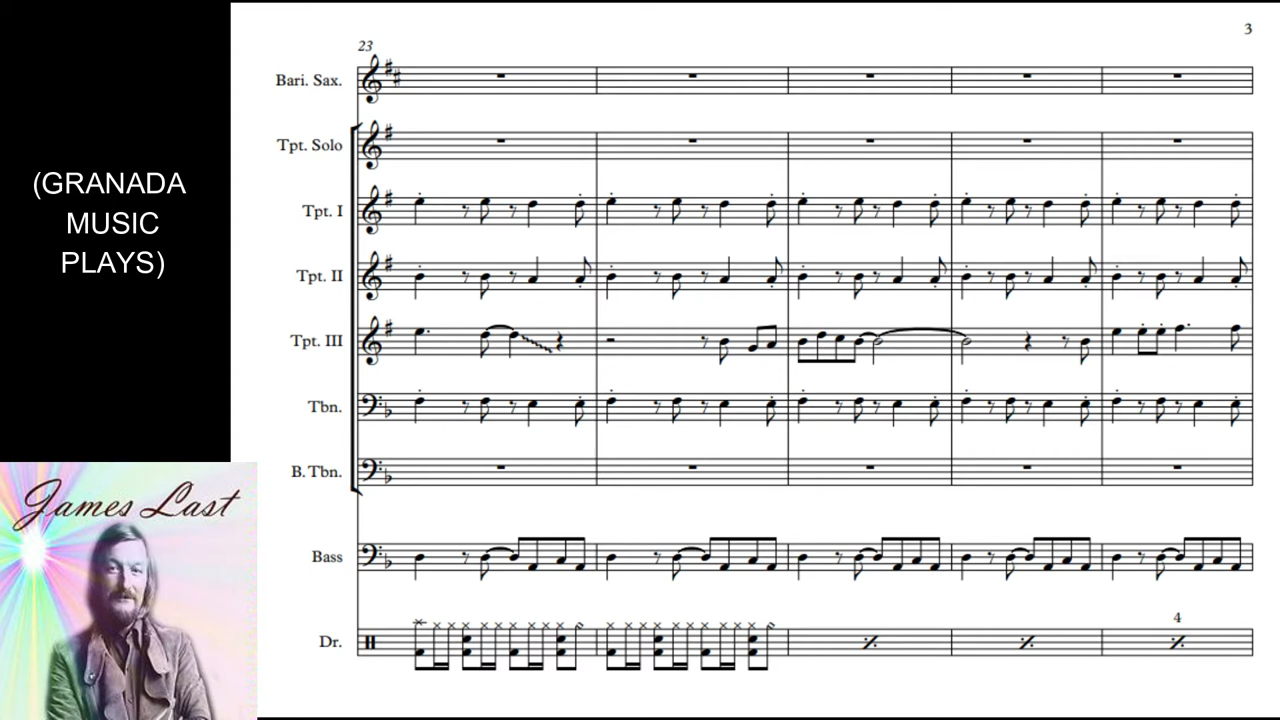 3
23
Bari. Sax.
(GRANADA
MUSIC
PLAYS)
Tpt. Solo
Tpt. I
Tpt. II
Tpt. III
Tbn.
B. Tbn.
James Last
Bass
4
Dr.